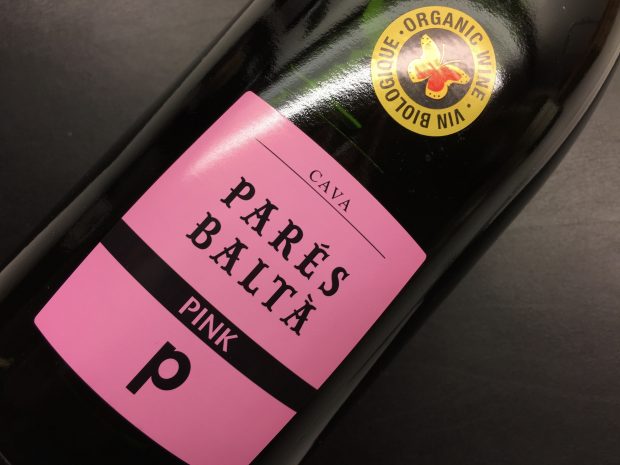 ORGANIC WINE · VIN BIOLOGIQUE ·
CAVA
PARÉS
BALTÀ
PINK
p